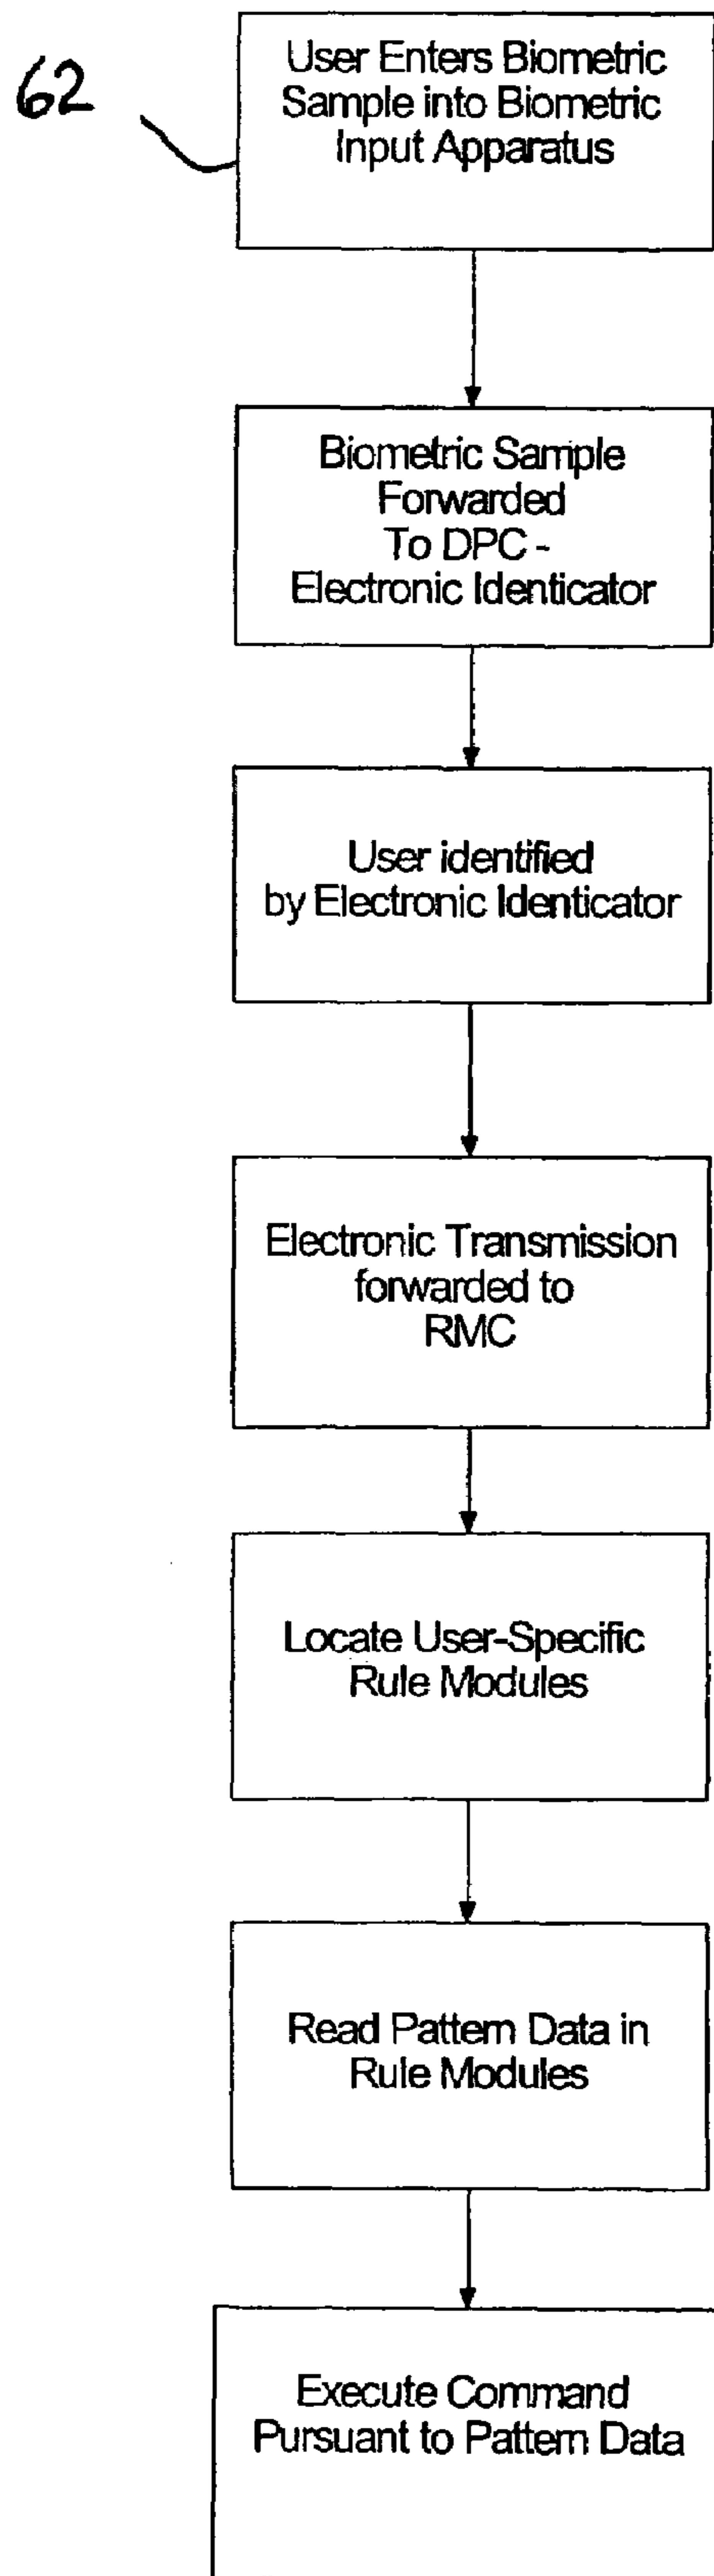 62
User Enters Biometric
Sample into Biometric
Input Apparatus
Biometric Sample
Forwarded
To DPC -
Electronic Identicator
User identified
by Electronic Identicator
Electronic Transmission
forwarded to
RMC
Locate User-Specific
Rule Modules
Read Pattern Data in
Rule Modules
Execute Command
Pursuant to Pattern Data